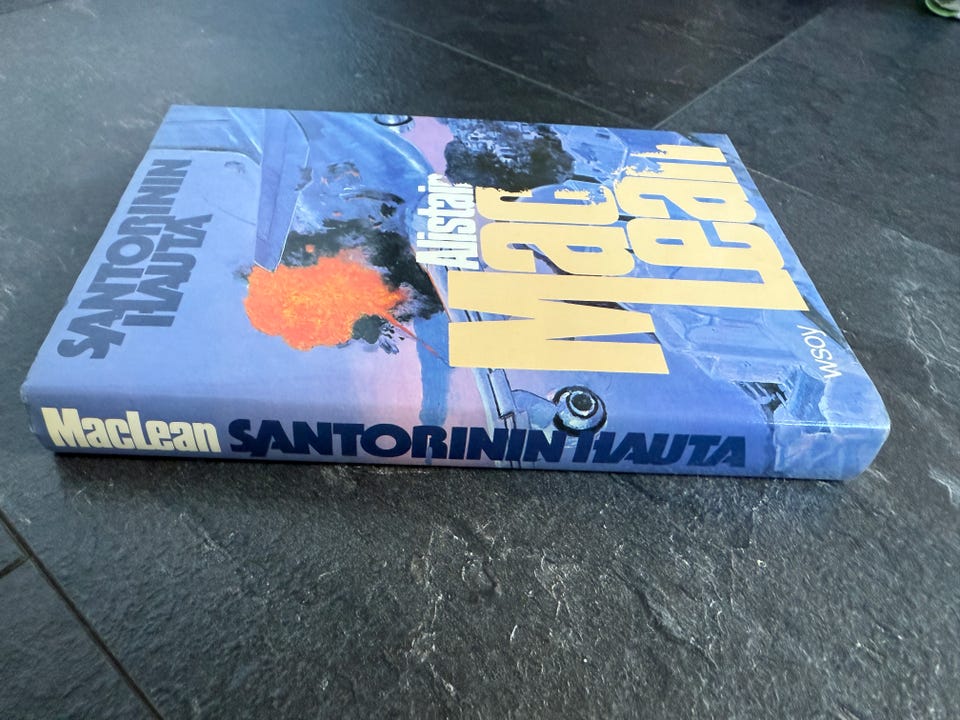 Alistair
Mac
Lean
SANTORININ
HAUTA
WSOY
MacLean SANTORININ HAUTA